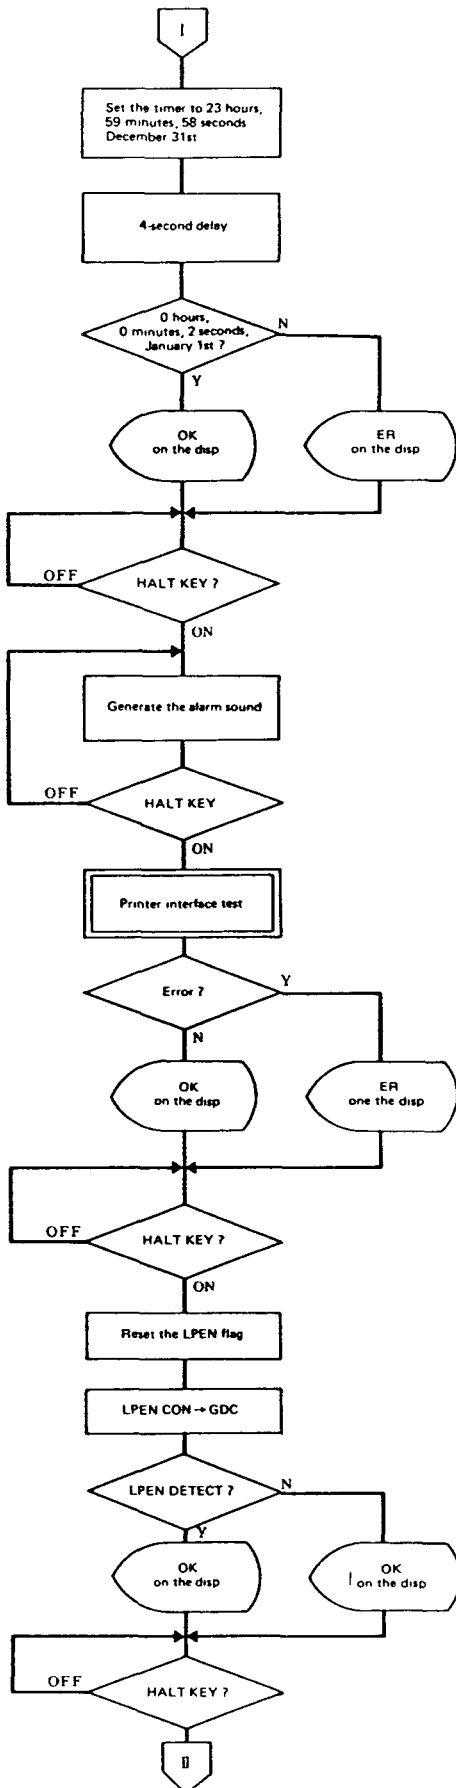 I
Set the timer to 23 hours,
59 minutes, 58 seconds
December 31st
4-second delay
0 hours,
0 minutes, 2 seconds,
January 1st ?
N
Y
OK
on the disp
ER
on the disp
OFF
HALT KEY ?
ON
Generate the alarm sound
OFF
HALT KEY
ON
Printer interface test
Error ?
Y
N
OK
on the disp
ER
one the disp
OFF
HALT KEY ?
ON
Reset the LPEN flag
LPEN CON → GDC
LPEN DETECT ?
N
Y
OK
on the disp
OK
on the disp
OFF
HALT KEY ?